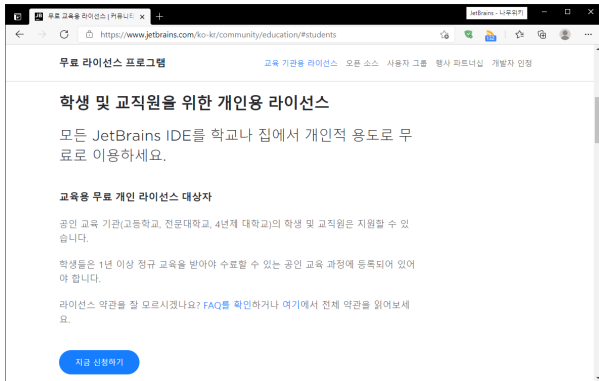 무료 교육용 라이선스 | 커뮤니티
JetBrains - 나무위키
https://www.jetbrains.com/ko-kr/community/education/#students
무료 라이선스 프로그램
교육 기관용 라이선스 오픈 소스 사용자 그룹 행사 파트너십 개발자 인정
학생 및 교직원을 위한 개인용 라이선스
모든 JetBrains IDE를 학교나 집에서 개인적 용도로 무
료로 이용하세요.
교육용 무료 개인 라이선스 대상자
공인 교육 기관(고등학교, 전문대학교, 4년제 대학교)의 학생 및 교직원은 지원할 수 있
습니다.
학생들은 1년 이상 정규 교육을 받아야 수료할 수 있는 공인 교육 과정에 등록되어 있어
야 합니다.
라이선스 약관을 잘 모르시겠나요? FAQ를 확인하거나 여기에서 전체 약관을 읽어보세
요.
지금 신청하기